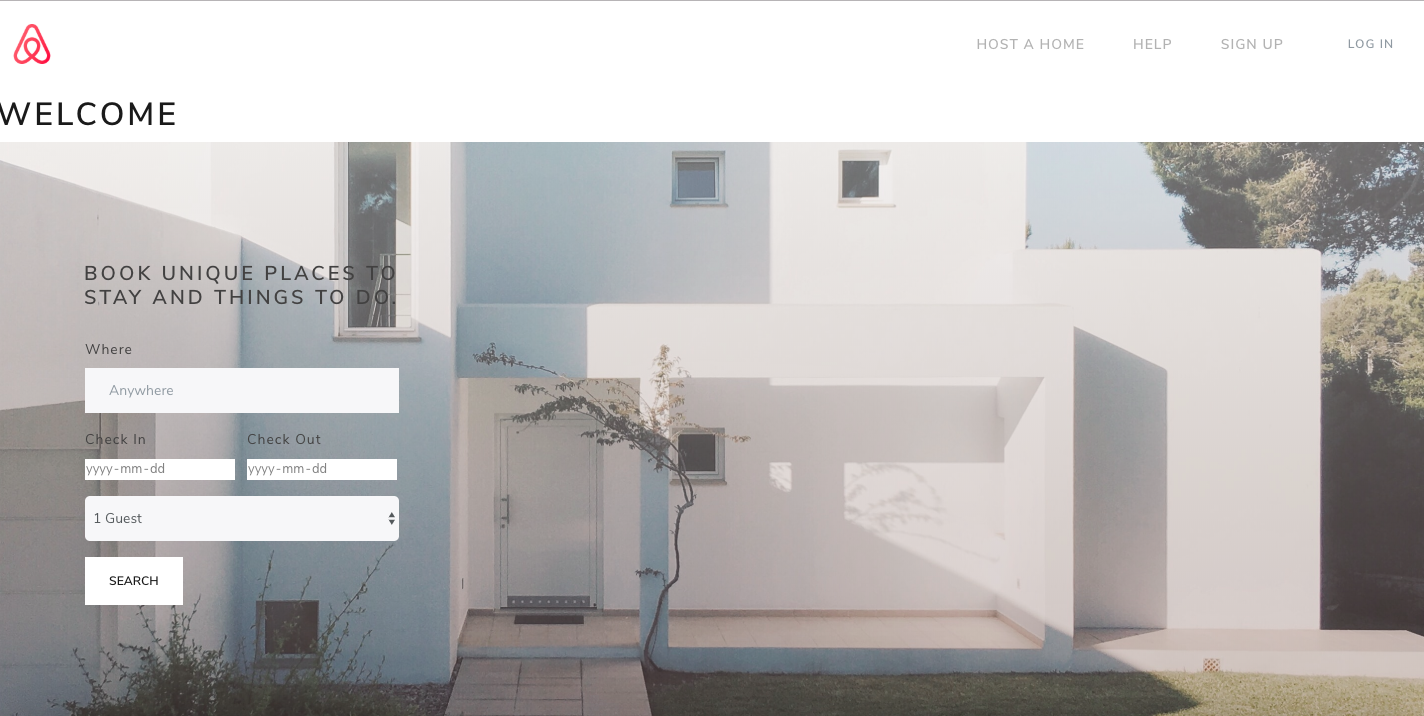 HOST A HOME HELP SIGN UP LOG IN
WELCOME
BOOK UNIQUE PLACES TO
STAY AND THINGS TO DO.
Where
Anywhere
Check In Check Out
yyyy-mm-dd yyyy-mm-dd
1 Guest
SEARCH